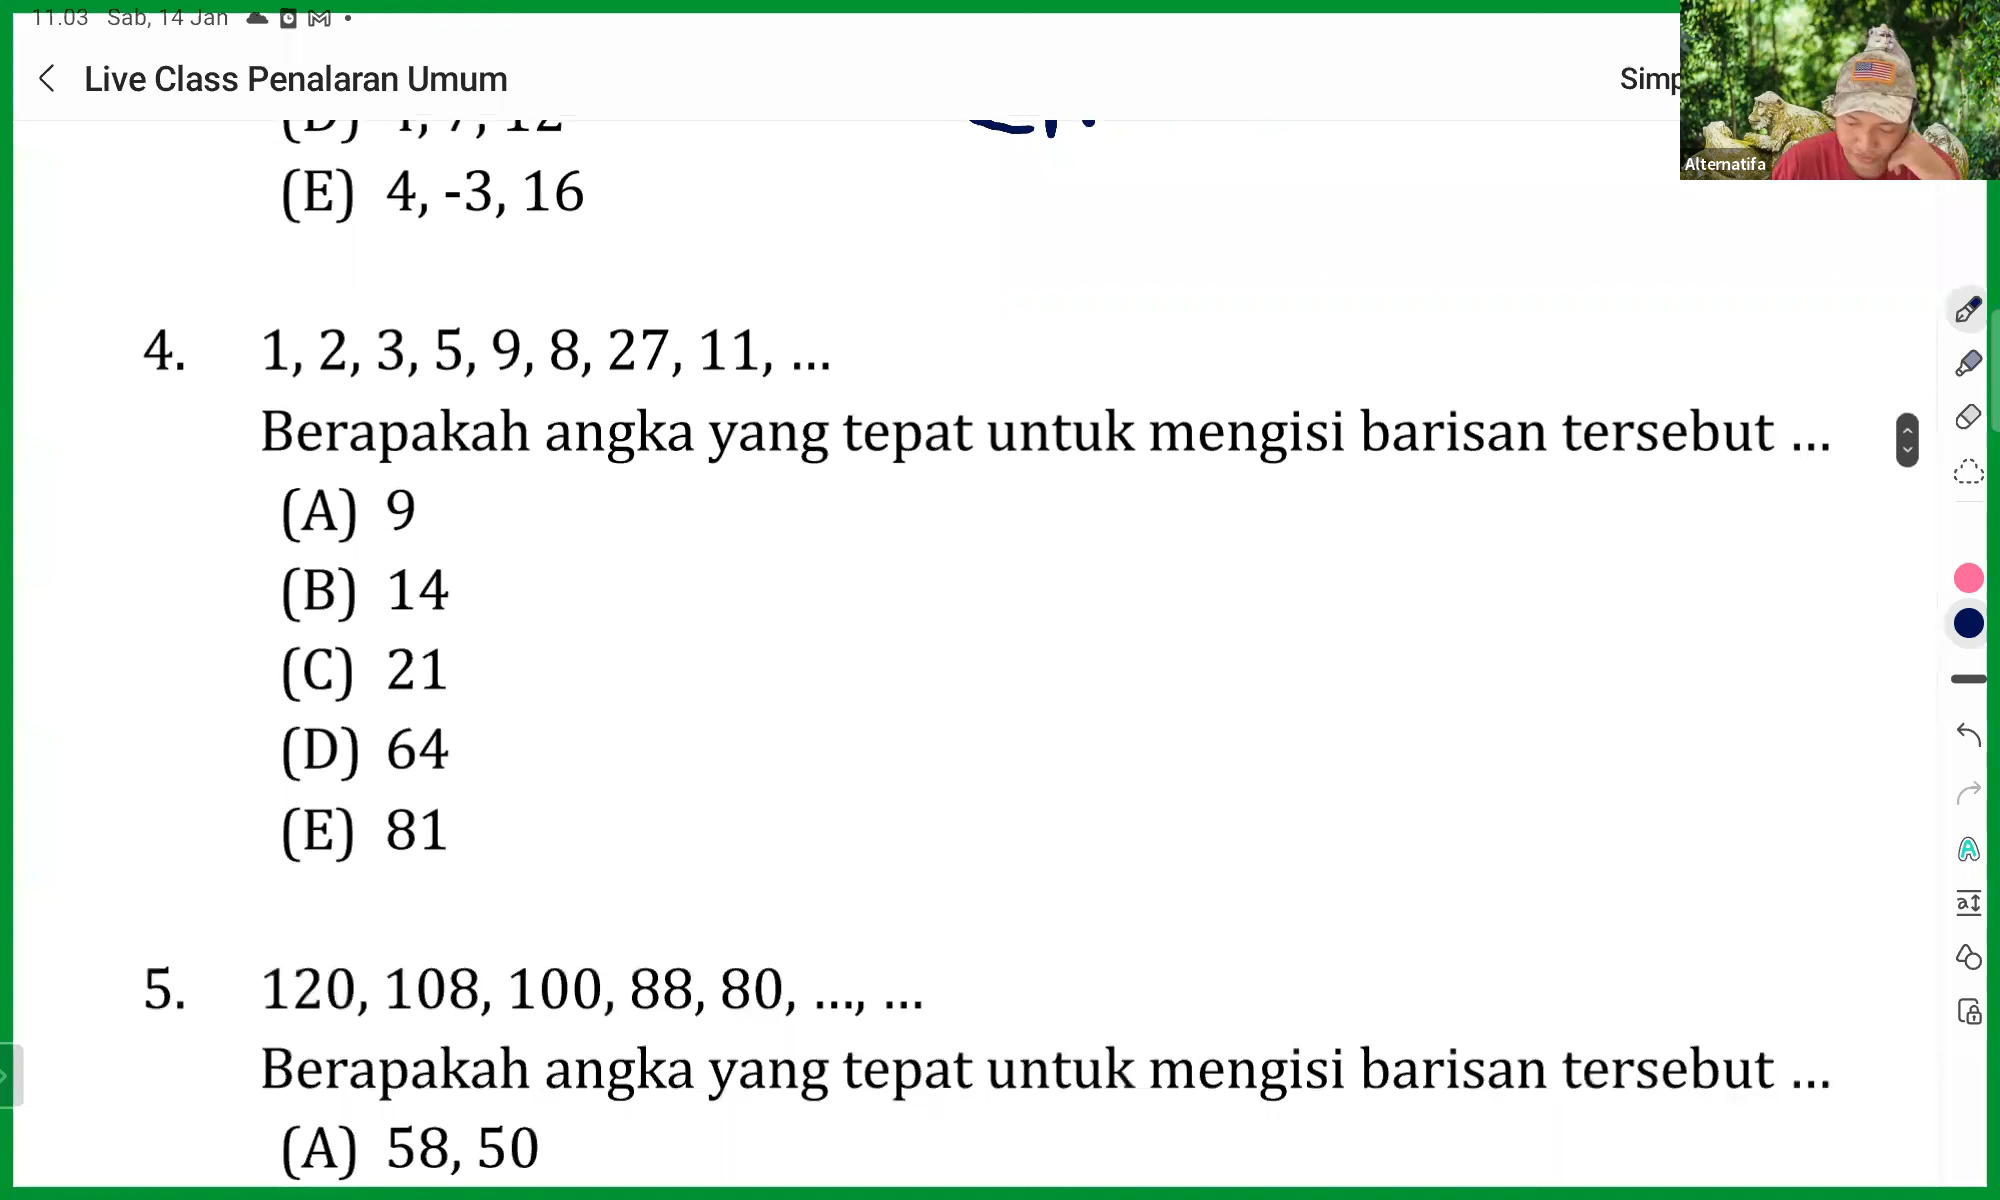 11.03 Sab, 14 Jan
Live Class Penalaran Umum
Simp
Alternatifa
(E) 4, -3, 16
4. 1, 2, 3, 5, 9, 8, 27, 11, ...
Berapakah angka yang tepat untuk mengisi barisan tersebut ...
(A) 9
(B) 14
(C) 21
(D) 64
(E) 81
5. 120, 108, 100, 88, 80, ..., ...
Berapakah angka yang tepat untuk mengisi barisan tersebut ...
(A) 58, 50